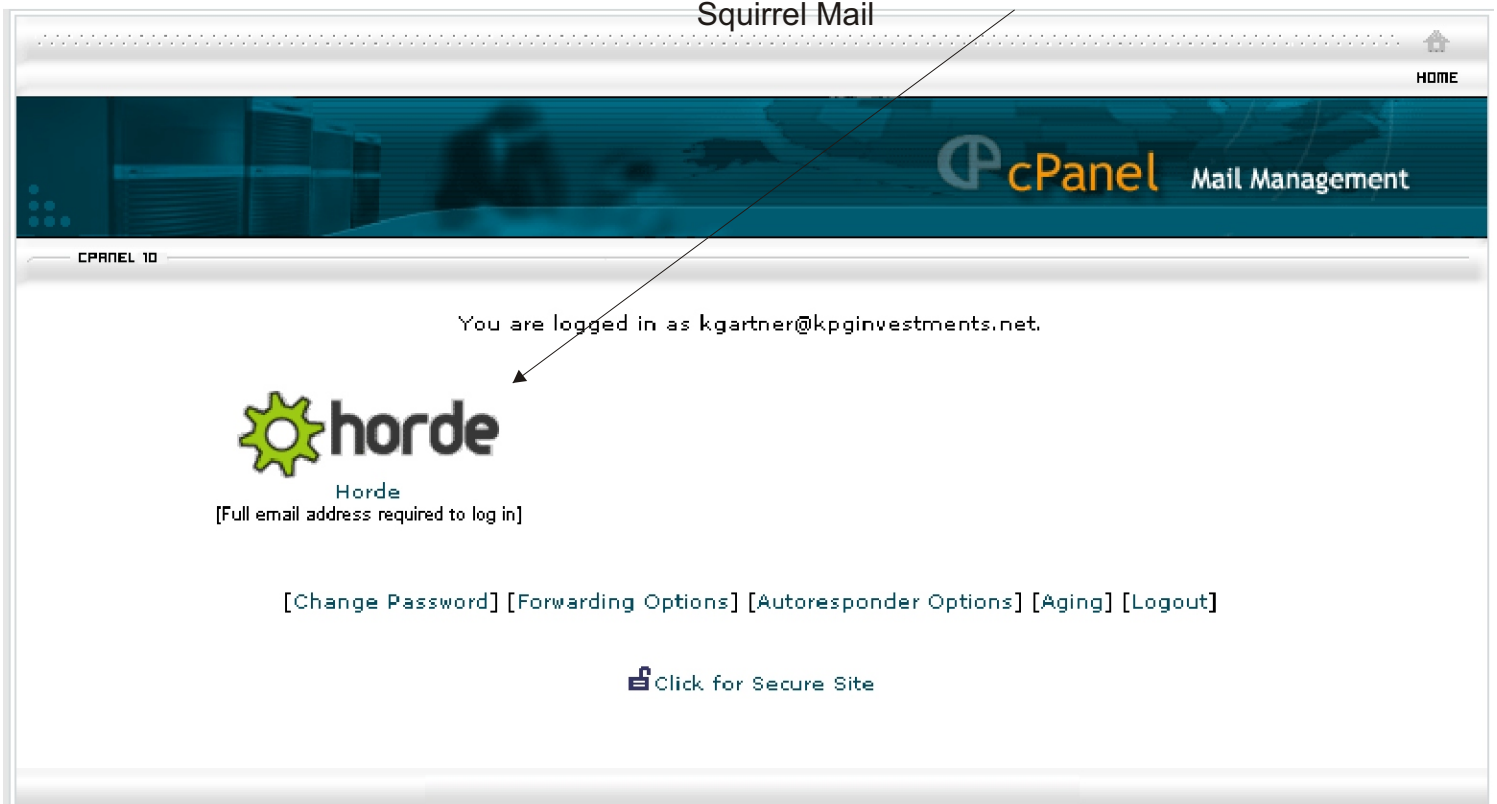 Squirrel Mail
HOME
cPanel Mail Management
CPANEL 10
You are logged in as kgartner@kpginvestments.net.
horde
Horde
[Full email address required to log in]
[Change Password] [Forwarding Options] [Autoresponder Options] [Aging] [Logout]
Click for Secure Site